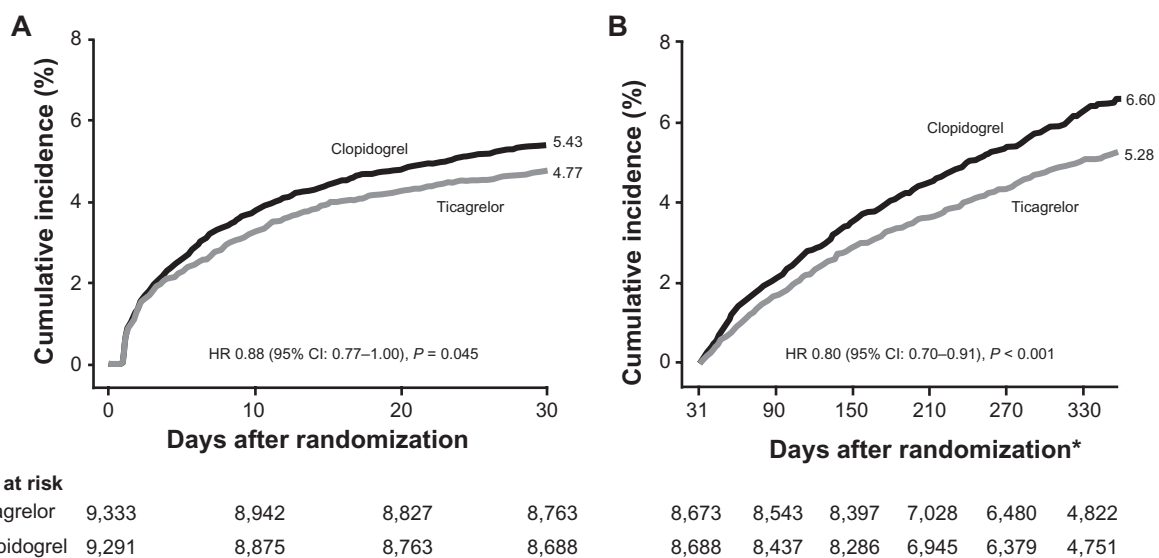 A
Cumulative incidence (%)
8
6
4
2
0
Clopidogrel
5.43
4.77
Ticagrelor
HR 0.88 (95% CI: 0.77–1.00), P = 0.045
0 10 20 30
Days after randomization
B
Cumulative incidence (%)
8
6
4
2
0
Clopidogrel
6.60
5.28
Ticagrelor
HR 0.80 (95% CI: 0.70–0.91), P < 0.001
31 90 150 210 270 330
Days after randomization*
at risk
agrelor 9,333 8,942 8,827 8,763 8,673 8,543 8,397 7,028 6,480 4,822
pidogrel 9,291 8,875 8,763 8,688 8,688 8,437 8,286 6,945 6,379 4,751